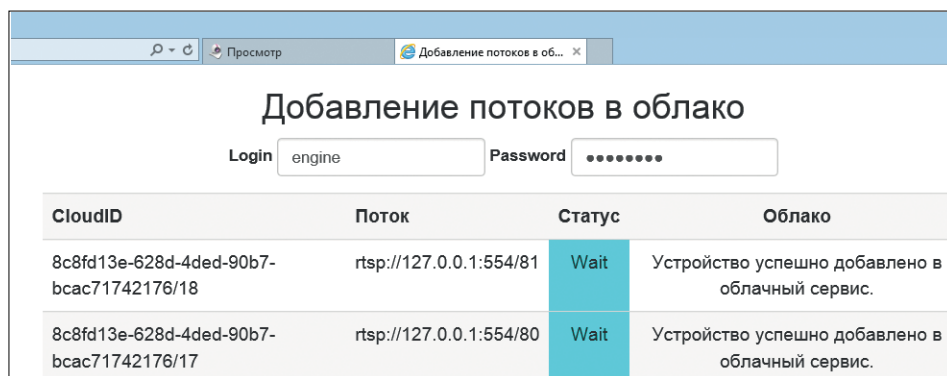 Просмотр
Добавление потоков в об...
Добавление потоков в облако
Login engine Password ••••••••
CloudID Поток Статус Облако
8c8fd13e-628d-4ded-90b7- rtsp://127.0.0.1:554/81 Wait Устройство успешно добавлено в
bcac71742176/18 облачный сервис.
8c8fd13e-628d-4ded-90b7- rtsp://127.0.0.1:554/80 Wait Устройство успешно добавлено в
bcac71742176/17 облачный сервис.